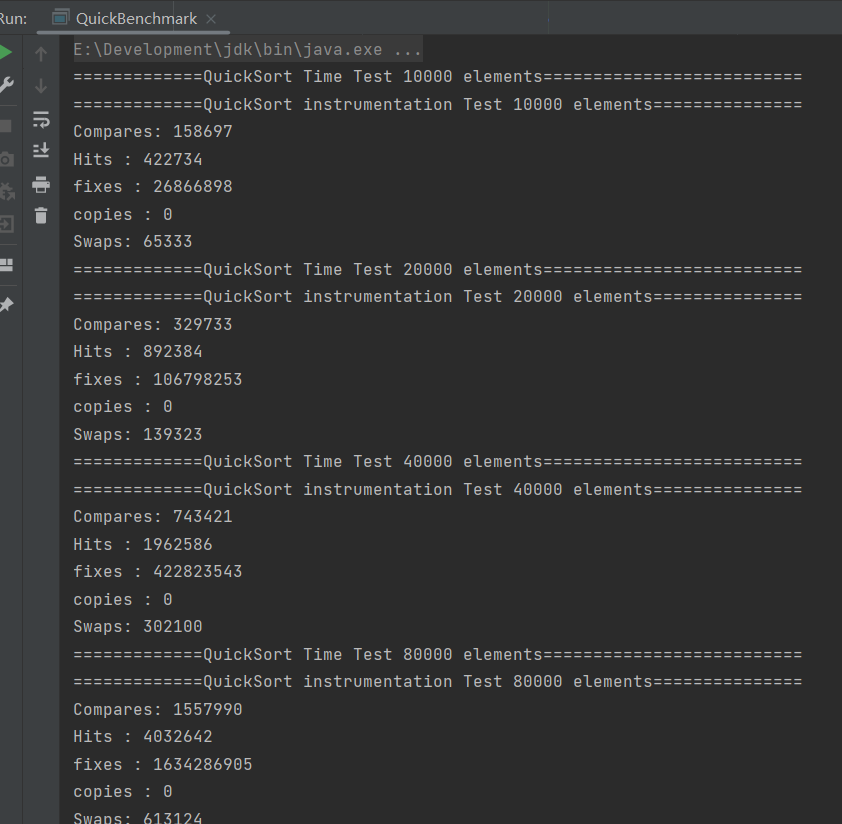 Run: QuickBenchmark
E:\Development\jdk\bin\java.exe ...
=============QuickSort Time Test 10000 elements==========================
=============QuickSort instrumentation Test 10000 elements===============
Compares: 158697
Hits : 422734
fixes : 26866898
copies : 0
Swaps: 65333
=============QuickSort Time Test 20000 elements==========================
=============QuickSort instrumentation Test 20000 elements===============
Compares: 329733
Hits : 892384
fixes : 106798253
copies : 0
Swaps: 139323
=============QuickSort Time Test 40000 elements==========================
=============QuickSort instrumentation Test 40000 elements===============
Compares: 743421
Hits : 1962586
fixes : 422823543
copies : 0
Swaps: 302100
=============QuickSort Time Test 80000 elements==========================
=============QuickSort instrumentation Test 80000 elements===============
Compares: 1557990
Hits : 4032642
fixes : 1634286905
copies : 0
Swaps: 613124